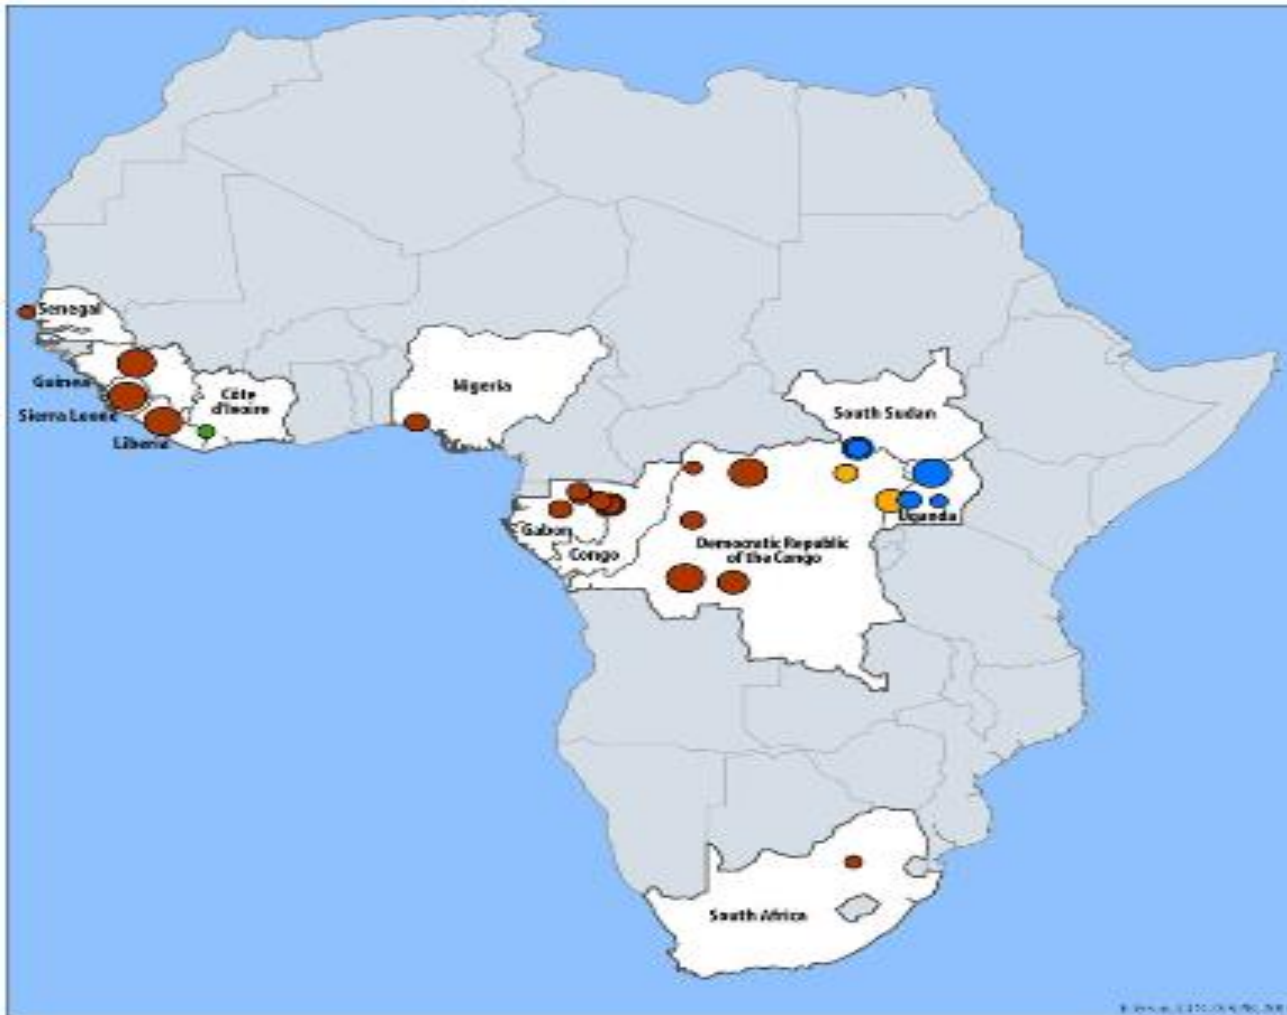 Senegal
Guinea
Sierra Leone
Liberia
Côte
d'Ivoire
Nigeria
South Sudan
Uganda
Gabon
Congo
Democratic Republic
of the Congo
South Africa